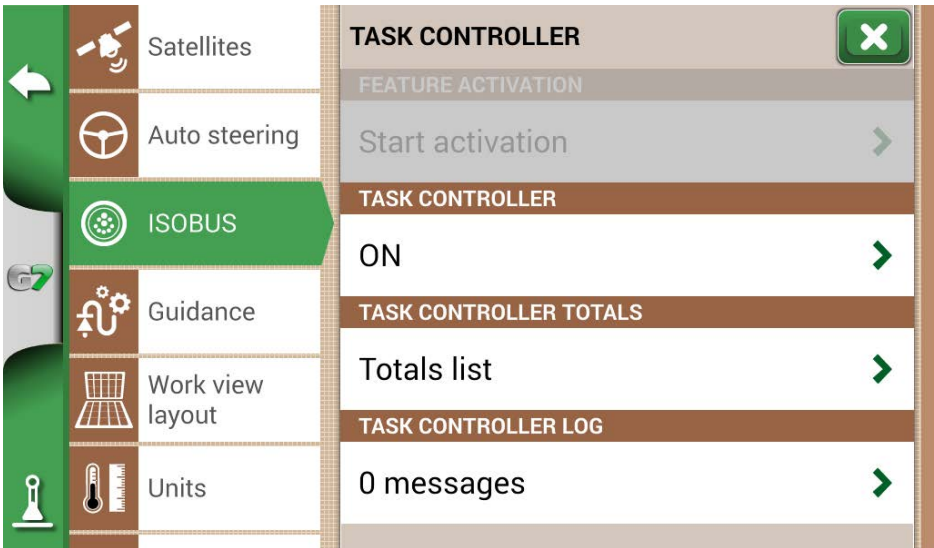 Satellites
Auto steering
ISOBUS
G7
Guidance
Work view
layout
Units
TASK CONTROLLER
FEATURE ACTIVATION
Start activation
TASK CONTROLLER
ON
TASK CONTROLLER TOTALS
Totals list
TASK CONTROLLER LOG
0 messages